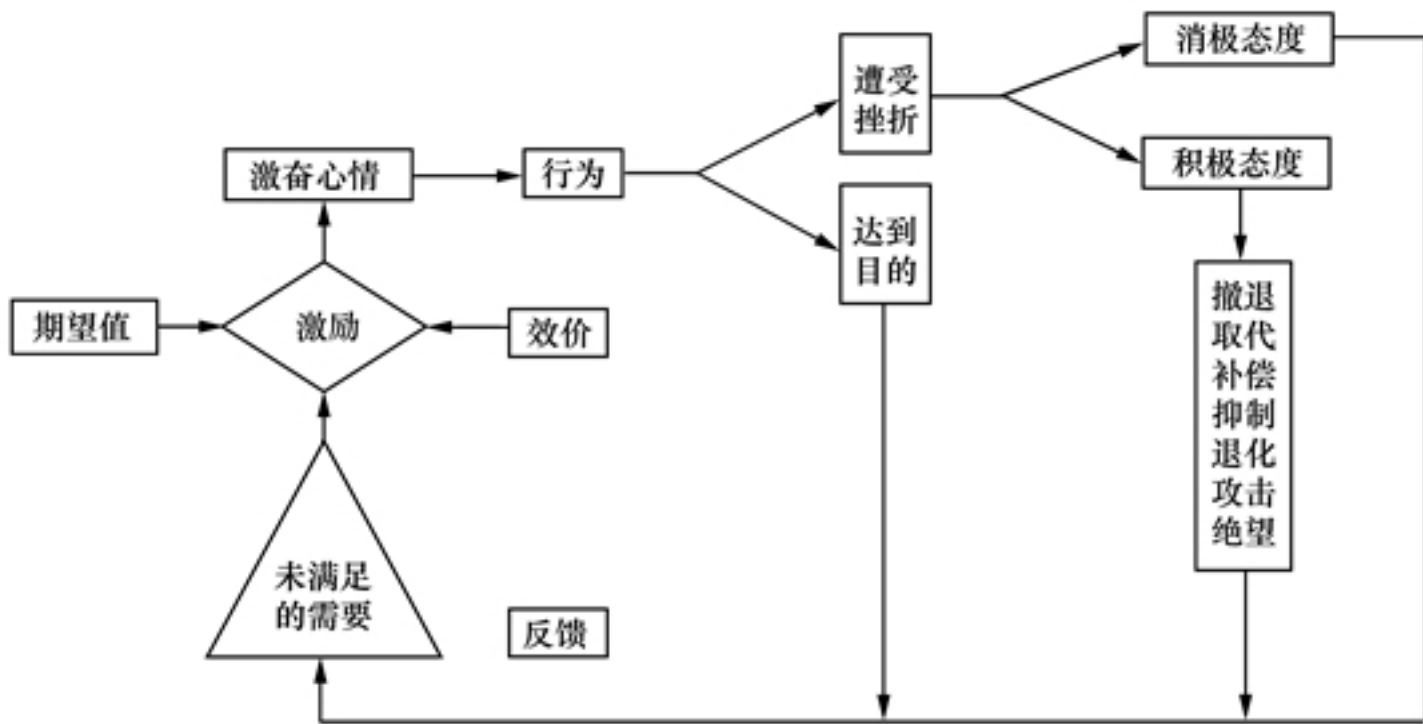 消极态度
遭受
挫折
积极态度
激奋心情
行为
达到
目的
期望值
激励
效价
撤退
取代
补偿
抑制
退化
攻击
绝望
未满足
的需要
反馈